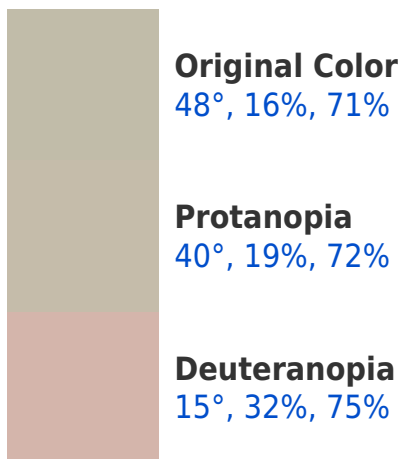 Original Color
48°, 16%, 71%
Protanopia
40°, 19%, 72%
Deuteranopia
15°, 32%, 75%